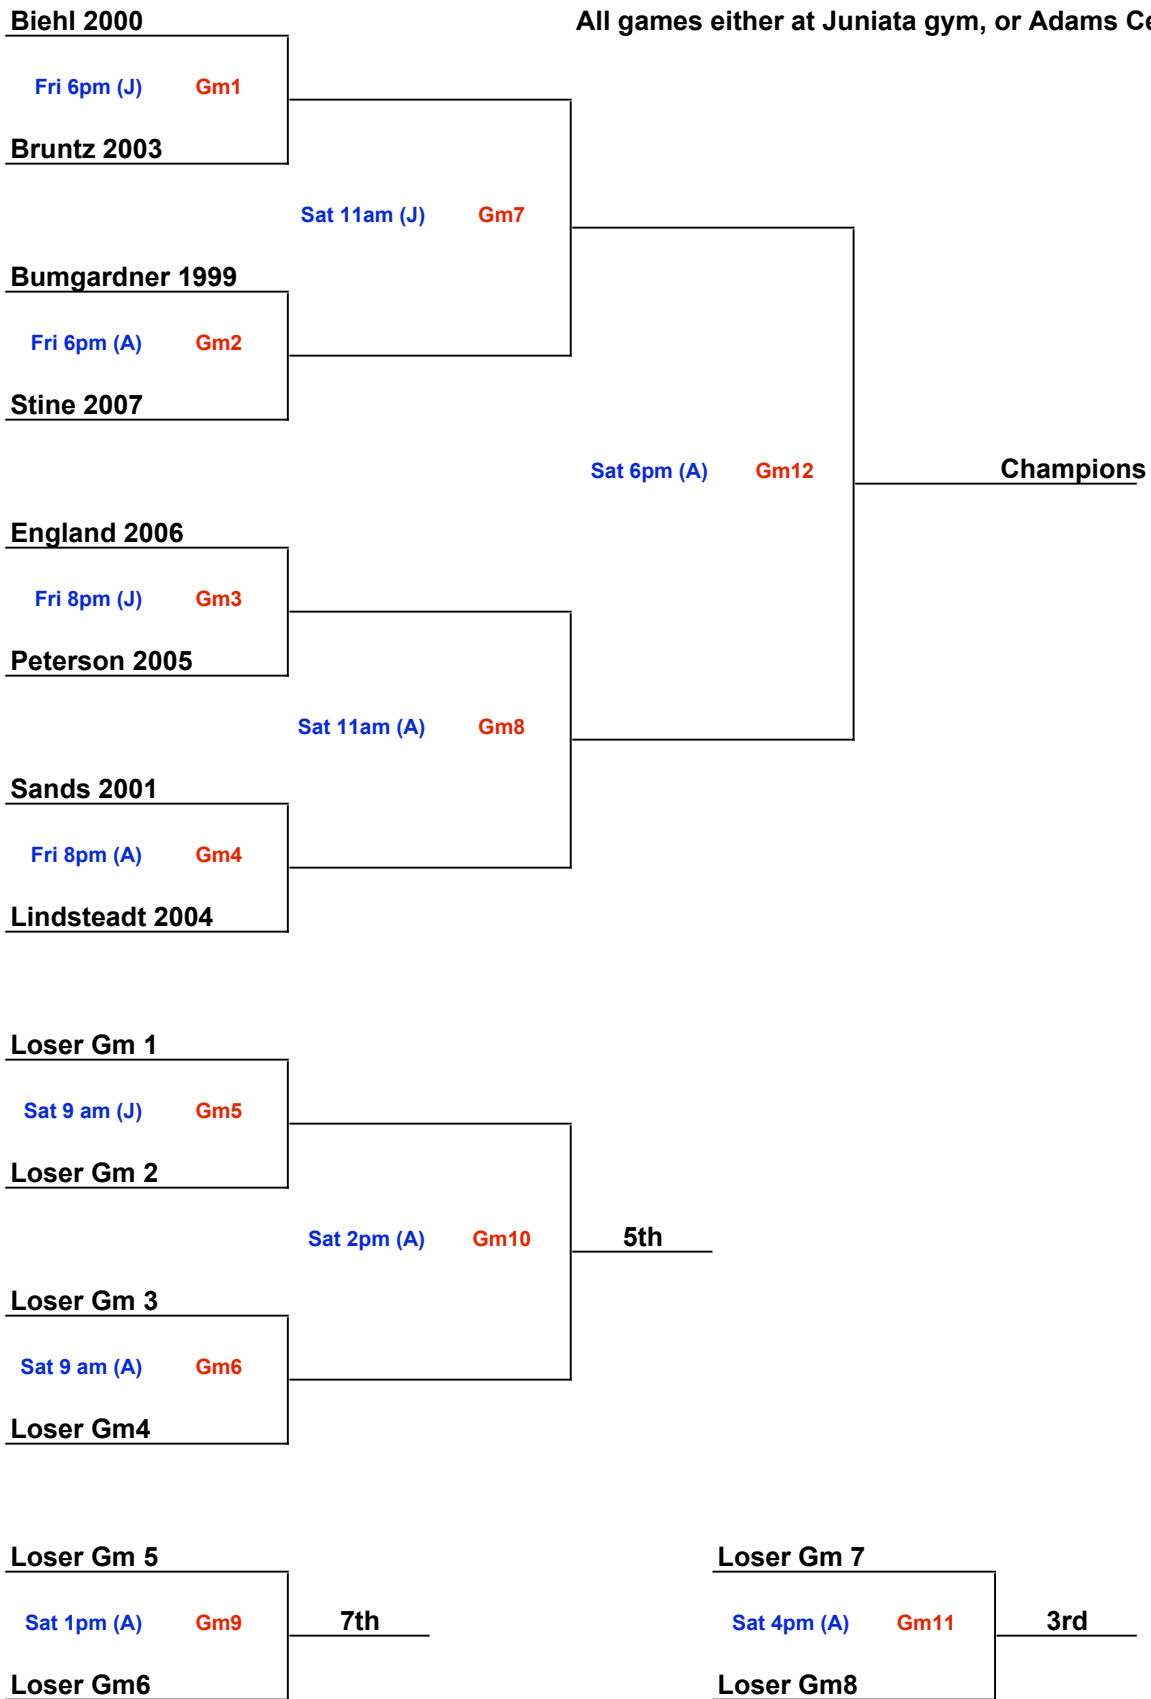 Biehl 2000
All games either at Juniata gym, or Adams
Fri 6pm (J) Gm1
Bruntz 2003
Sat 11am (J) Gm7
Bumgardner 1999
Fri 6pm (A) Gm2
Stine 2007
Sat 6pm (A) Gm12
Champions
England 2006
Fri 8pm (J) Gm3
Peterson 2005
Sat 11am (A) Gm8
Sands 2001
Fri 8pm (A) Gm4
Lindsteadt 2004
Loser Gm 1
Sat 9 am (J) Gm5
Loser Gm 2
Sat 2pm (A) Gm10
5th
Loser Gm 3
Sat 9 am (A) Gm6
Loser Gm4
Loser Gm 5
Sat 1pm (A) Gm9
7th
Loser Gm6
Loser Gm 7
Sat 4pm (A) Gm11
3rd
Loser Gm8